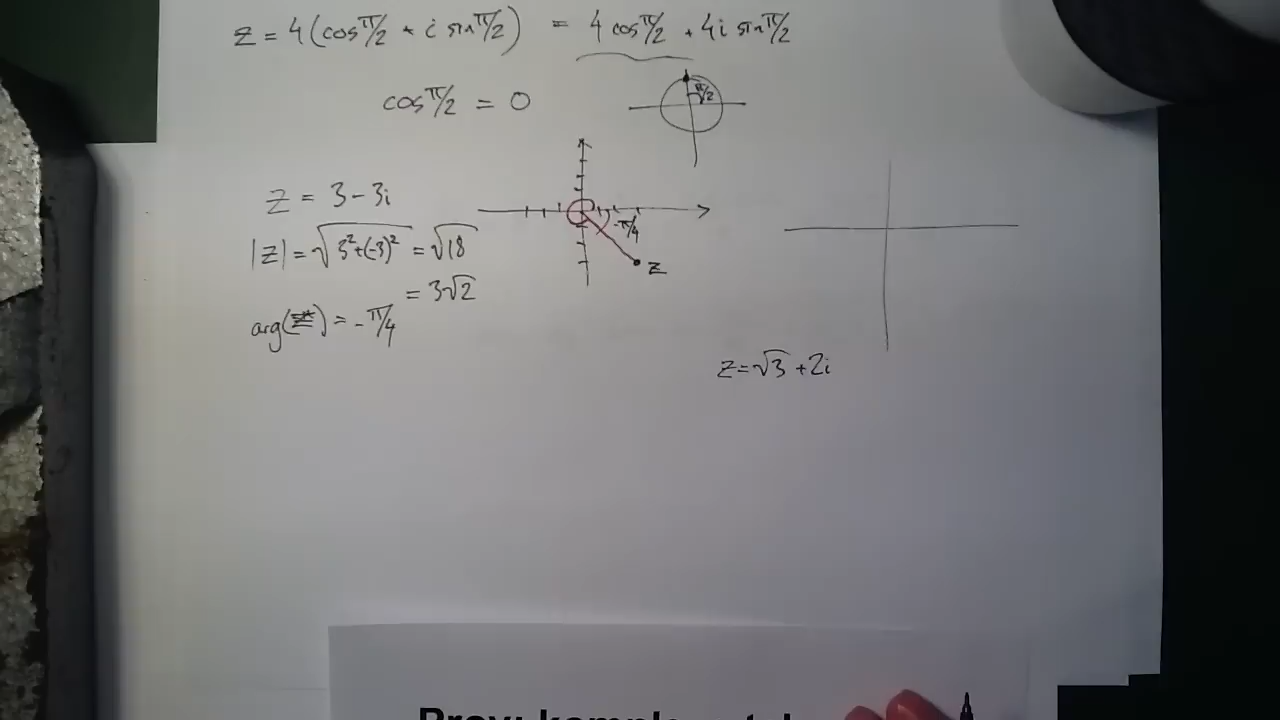 z = 4(cos π/2 + i sin π/2) = 4 cos π/2 + 4i sin π/2
cos π/2 = 0
π/2
z = 3 - 3i
|z| = √(3² + (-3)²) = √18
= 3√2
arg(z) = - π/4
-π/4
z
z = √3 + 2i